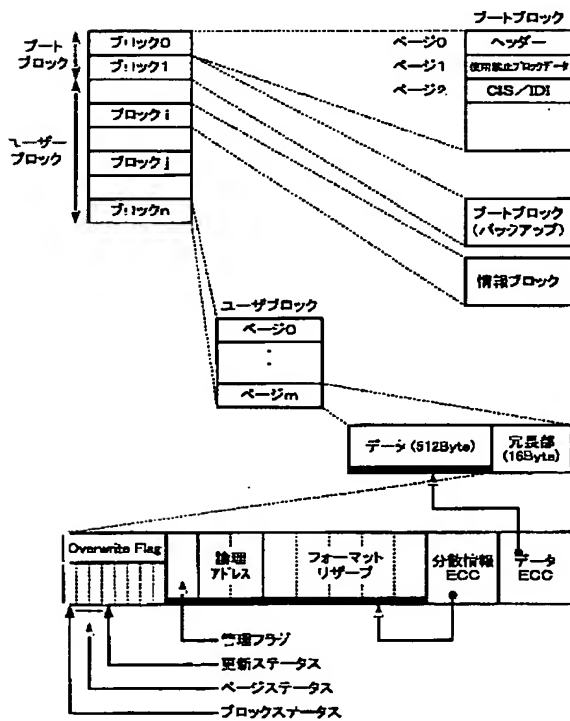 ブート
ブロック
ユーザー
ブロック
ブロック0
ブロック1
ブロックi
ブロックj
ブロックn
ブートブロック
ページ0
ヘッダー
ページ1
使用禁止ブロックデータ
ページ2
CIS/IDI
ブートブロック
(バックアップ)
情報ブロック
ユーザブロック
ページ0
ページm
データ(512Byte)
冗長部
(16Byte)
Overwrite Flag
論理
アドレス
フォーマット
リザーブ
分散情報
ECC
データ
ECC
管理フラグ
更新ステータス
ページステータス
ブロックステータス